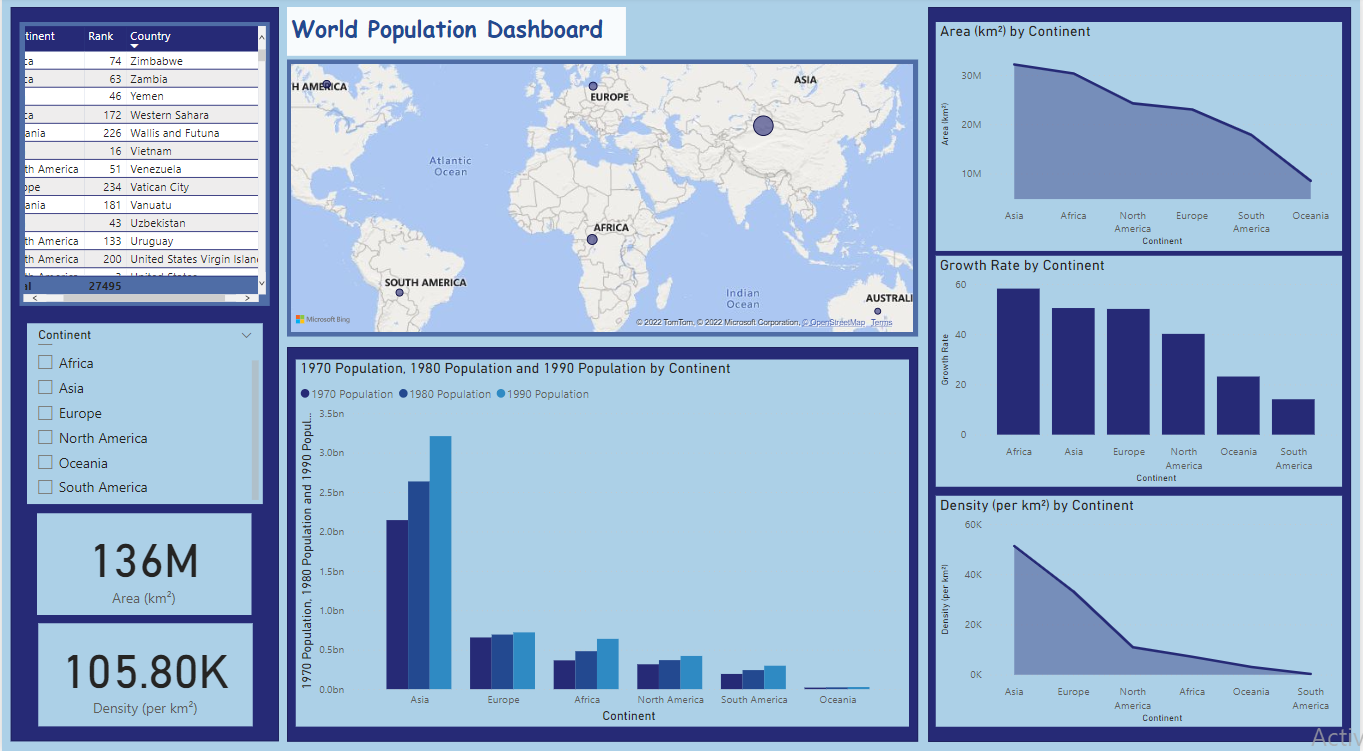 World Population Dashboard
tinent Rank Country
ca 74 Zimbabwe
ca 63 Zambia
46 Yemen
ca 172 Western Sahara
ania 226 Wallis and Futuna
16 Vietnam
th America 51 Venezuela
ope 234 Vatican City
ania 181 Vanuatu
43 Uzbekistan
th America 133 Uruguay
th America 200 United States Virgin Islan
al 27495
Continent
Africa
Asia
Europe
North America
Oceania
South America
136M
Area (km²)
105.80K
Density (per km²)
H AMERICA
EUROPE
ASIA
Atlantic
Ocean
AFRICA
SOUTH AMERICA
Indian
Ocean
AUSTRALI
Microsoft Bing
© 2022 TomTom, © 2022 Microsoft Corporation, © OpenStreetMap Terms
1970 Population, 1980 Population and 1990 Population by Continent
1970 Population 1980 Population 1990 Population
1970 Population, 1980 Population and 1990 Popul...
3.5bn
3.0bn
2.5bn
2.0bn
1.5bn
1.0bn
0.5bn
0.0bn
Asia Europe Africa North America South America Oceania
Continent
Area (km²) by Continent
Area (km²)
30M
20M
10M
Asia Africa North America Europe South America Oceania
Continent
Growth Rate by Continent
Growth Rate
60
40
20
0
Africa Asia Europe North America Oceania South America
Continent
Density (per km²) by Continent
Density (per km²)
60K
40K
20K
0K
Asia Europe North America Africa Oceania South America
Continent
Activ